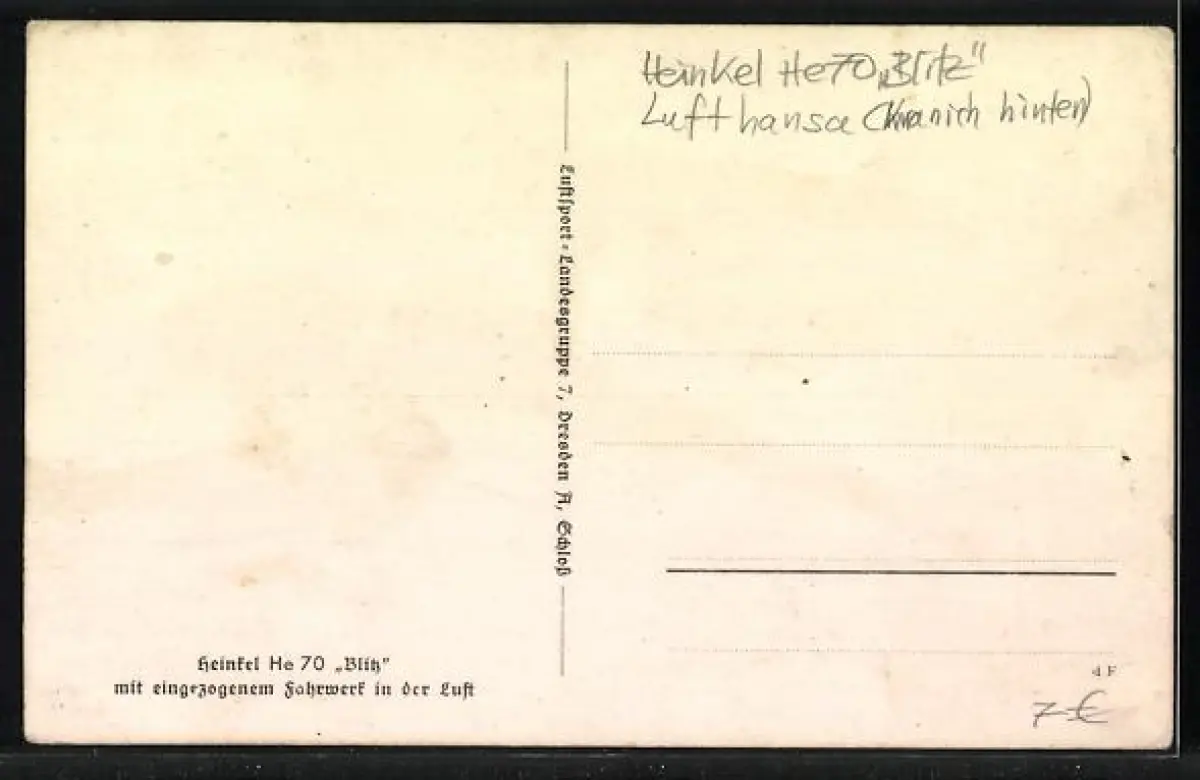 Heinkel He 70 „Blitz"
Lufthansa (Kranich hinten)
Luftsport-Landesgruppe 7, Dresden A, Schloß
Heinkel He 70 „Blitz"
mit eingezogenem Fahrwerk in der Luft
4 F
7-€